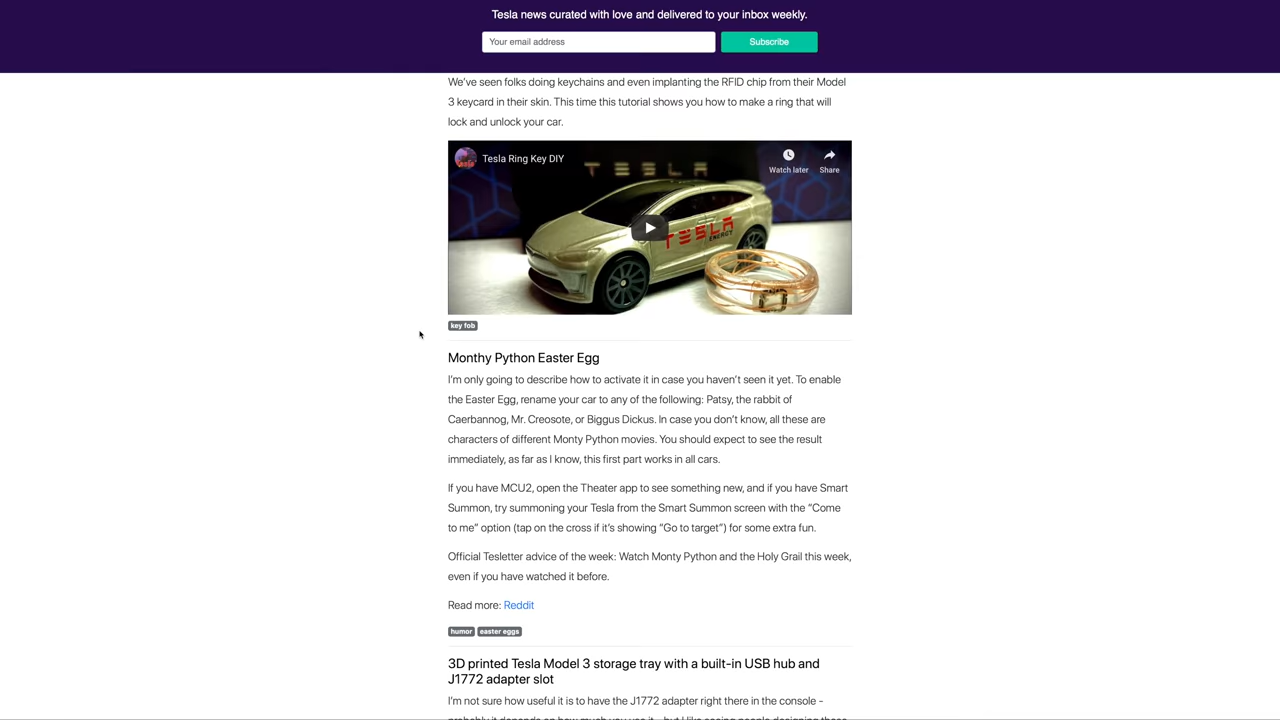 Tesla news curated with love and delivered to your inbox weekly.
Your email address
Subscribe
We’ve seen folks doing keychains and even implanting the RFID chip from their Model
3 keycard in their skin. This time this tutorial shows you how to make a ring that will
lock and unlock your car.
Tesla Ring Key DIY
Watch later
Share
TESLA
TESLA
ENERGY
key fob
Monthy Python Easter Egg
I’m only going to describe how to activate it in case you haven’t seen it yet. To enable
the Easter Egg, rename your car to any of the following: Patsy, the rabbit of
Caerbannog, Mr. Creosote, or Biggus Dickus. In case you don’t know, all these are
characters of different Monty Python movies. You should expect to see the result
immediately, as far as I know, this first part works in all cars.
If you have MCU2, open the Theater app to see something new, and if you have Smart
Summon, try summoning your Tesla from the Smart Summon screen with the “Come
to me” option (tap on the cross if it’s showing “Go to target”) for some extra fun.
Official Tesletter advice of the week: Watch Monty Python and the Holy Grail this week,
even if you have watched it before.
Read more: Reddit
humor easter eggs
3D printed Tesla Model 3 storage tray with a built-in USB hub and
J1772 adapter slot
I’m not sure how useful it is to have the J1772 adapter right there in the console -